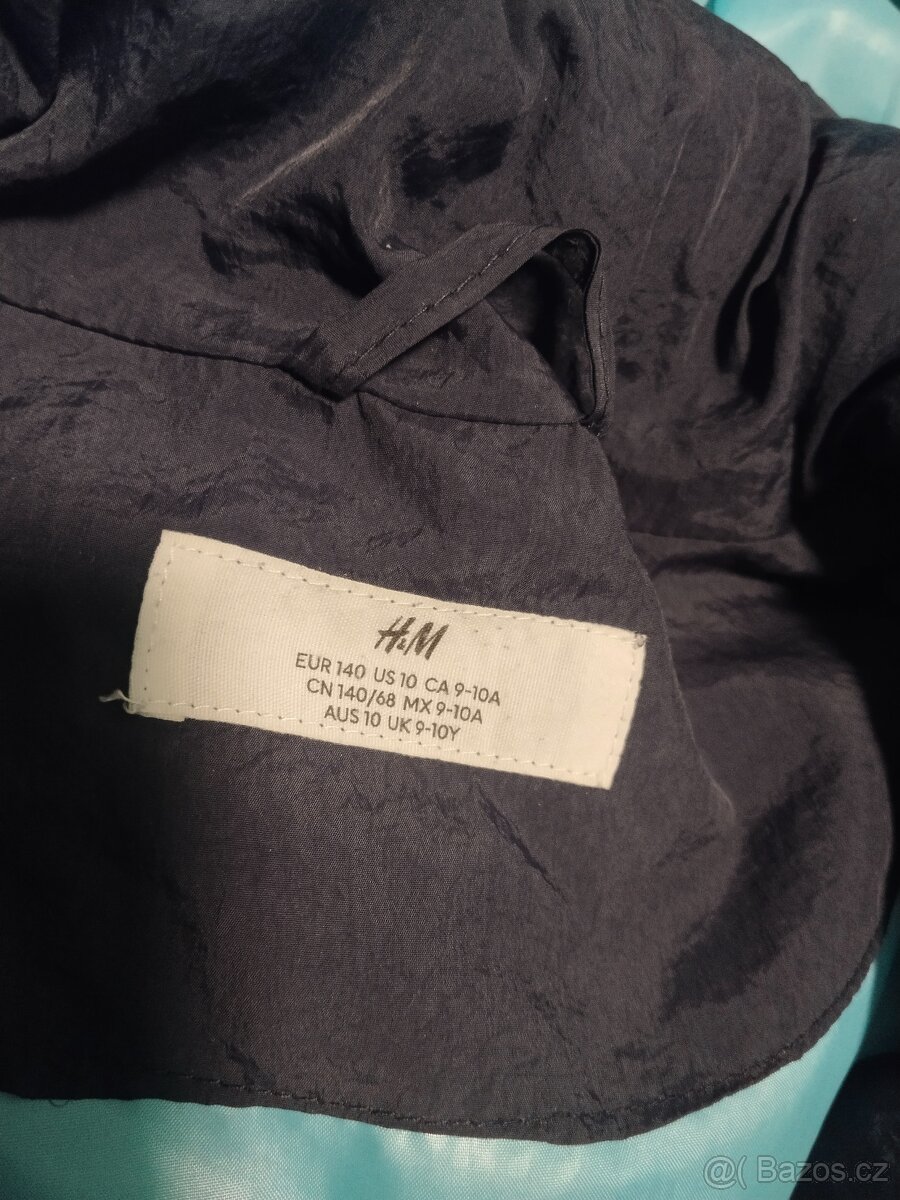 H&M
EUR 140 US 10 CA 9-10A
CN 140/68 MX 9-10A
AUS 10 UK 9-10Y
@( Bazos.cz